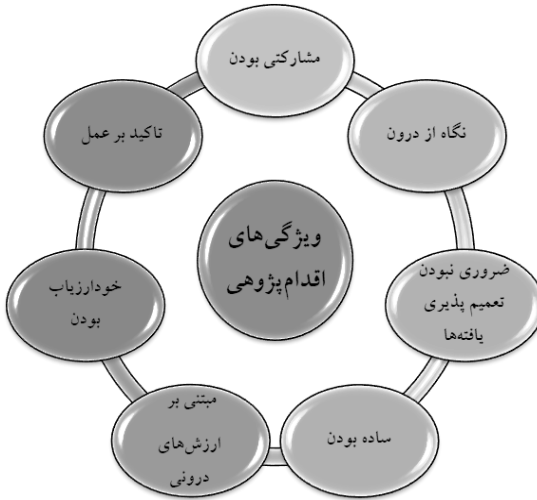 مشارکتی بودن
نگاه از درون
ضروری نبودن
تعمیم پذیری
یافته‌ها
ساده بودن
مبتنی بر
ارزش‌های
درونی
خودارزیاب
بودن
تاکید بر عمل
ویژگی‌های
اقدام‌پژوهی